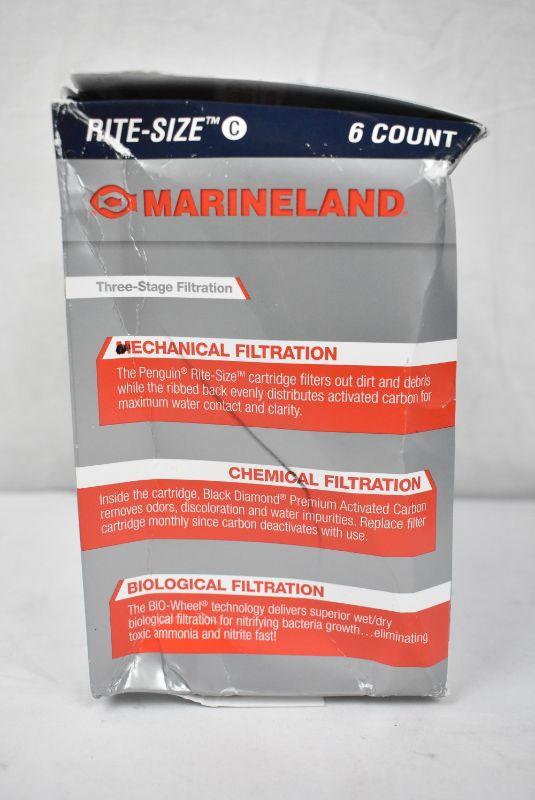 RITE-SIZE™ C
6 COUNT
MARINELAND
Three-Stage Filtration
MECHANICAL FILTRATION
The Penguin® Rite-Size™ cartridge filters out dirt and debris
while the ribbed back evenly distributes activated carbon for
maximum water contact and clarity.
CHEMICAL FILTRATION
Inside the cartridge, Black Diamond® Premium Activated Carbon
removes odors, discoloration and water impurities. Replace filter
cartridge monthly since carbon deactivates with use.
BIOLOGICAL FILTRATION
The BIO-Wheel® technology delivers superior wet/dry
biological filtration for nitrifying bacteria growth…eliminating
toxic ammonia and nitrite fast!